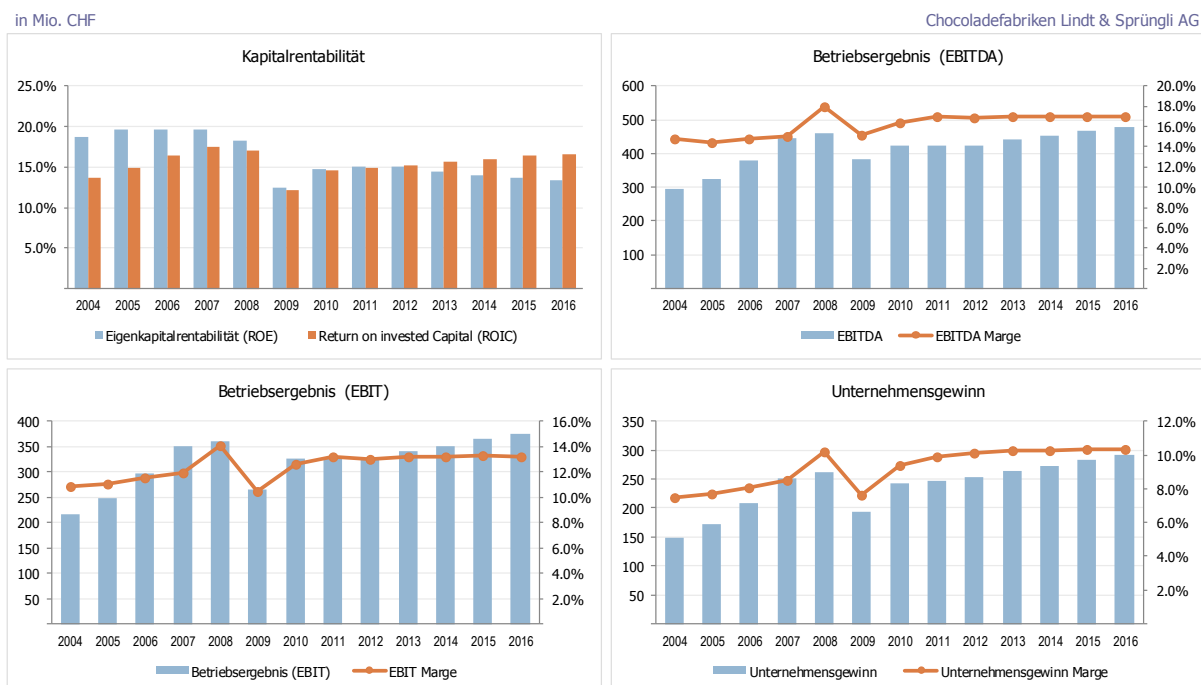 in Mio. CHF
Chocoladefabriken Lindt & Sprüngli AG
Kapitalrentabilität
25.0%
20.0%
15.0%
10.0%
5.0%
2004 2005 2006 2007 2008 2009 2010 2011 2012 2013 2014 2015 2016
Eigenkapitalrentabilität (ROE) Return on invested Capital (ROIC)
Betriebsergebnis (EBITDA)
600 20.0%
18.0%
500 16.0%
14.0%
400 12.0%
300 10.0%
8.0%
200 6.0%
100 4.0%
2.0%
2004 2005 2006 2007 2008 2009 2010 2011 2012 2013 2014 2015 2016
EBITDA EBITDA Marge
Betriebsergebnis (EBIT)
400 16.0%
350 14.0%
300 12.0%
250 10.0%
200 8.0%
150 6.0%
100 4.0%
50 2.0%
2004 2005 2006 2007 2008 2009 2010 2011 2012 2013 2014 2015 2016
Betriebsergebnis (EBIT) EBIT Marge
Unternehmensgewinn
350 12.0%
300 10.0%
250 8.0%
200
150 6.0%
100 4.0%
50 2.0%
2004 2005 2006 2007 2008 2009 2010 2011 2012 2013 2014 2015 2016
Unternehmensgewinn Unternehmensgewinn Marge